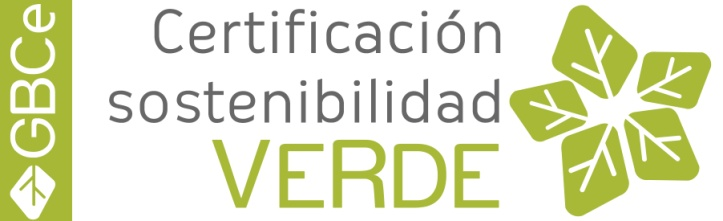 GBCe
Certificación
sostenibilidad
VERDE